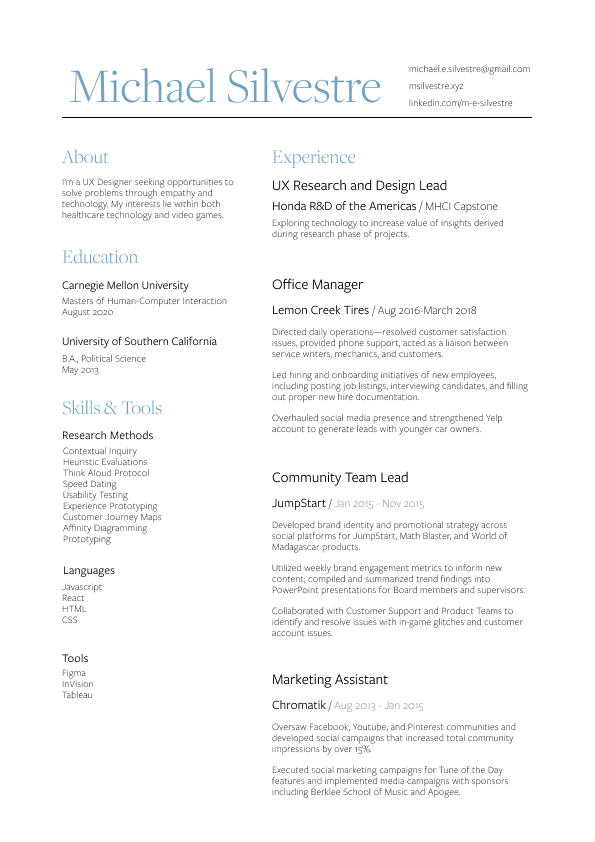 Michael Silvestre
michael.e.silvestre@gmail.com
msilvestre.xyz
linkedin.com/m-e-silvestre
About
I'm a UX Designer seeking opportunities to
solve problems through empathy and
technology. My interests lie within both
healthcare technology and video games.
Education
Carnegie Mellon University
Masters of Human-Computer Interaction
August 2020
University of Southern California
B.A., Political Science
May 2013
Skills & Tools
Research Methods
Contextual Inquiry
Heuristic Evaluations
Think Aloud Protocol
Speed Dating
Usability Testing
Experience Prototyping
Customer Journey Maps
Affinity Diagramming
Prototyping
Languages
Javascript
React
HTML
CSS
Tools
Figma
InVision
Tableau
Experience
UX Research and Design Lead
Honda R&D of the Americas / MHCI Capstone
Exploring technology to increase value of insights derived
during research phase of projects.
Office Manager
Lemon Creek Tires / Aug 2016-March 2018
Directed daily operations—resolved customer satisfaction
issues, provided phone support, acted as a liaison between
service writers, mechanics, and customers.
Led hiring and onboarding initiatives of new employees,
including posting job listings, interviewing candidates, and filling
out proper new hire documentation.
Overhauled social media presence and strengthened Yelp
account to generate leads with younger car owners.
Community Team Lead
JumpStart / Jan 2015 - Nov 2015
Developed brand identity and promotional strategy across
social platforms for JumpStart, Math Blaster, and World of
Madagascar products.
Utilized weekly brand engagement metrics to inform new
content; compiled and summarized trend findings into
PowerPoint presentations for Board members and supervisors.
Collaborated with Customer Support and Product Teams to
identify and resolve issues with in-game glitches and customer
account issues.
Marketing Assistant
Chromatik / Aug 2013 - Jan 2015
Oversaw Facebook, Youtube, and Pinterest communities and
developed social campaigns that increased total community
impressions by over 15%.
Executed social marketing campaigns for Tune of the Day
features and implemented media campaigns with sponsors
including Berklee School of Music and Apogee.